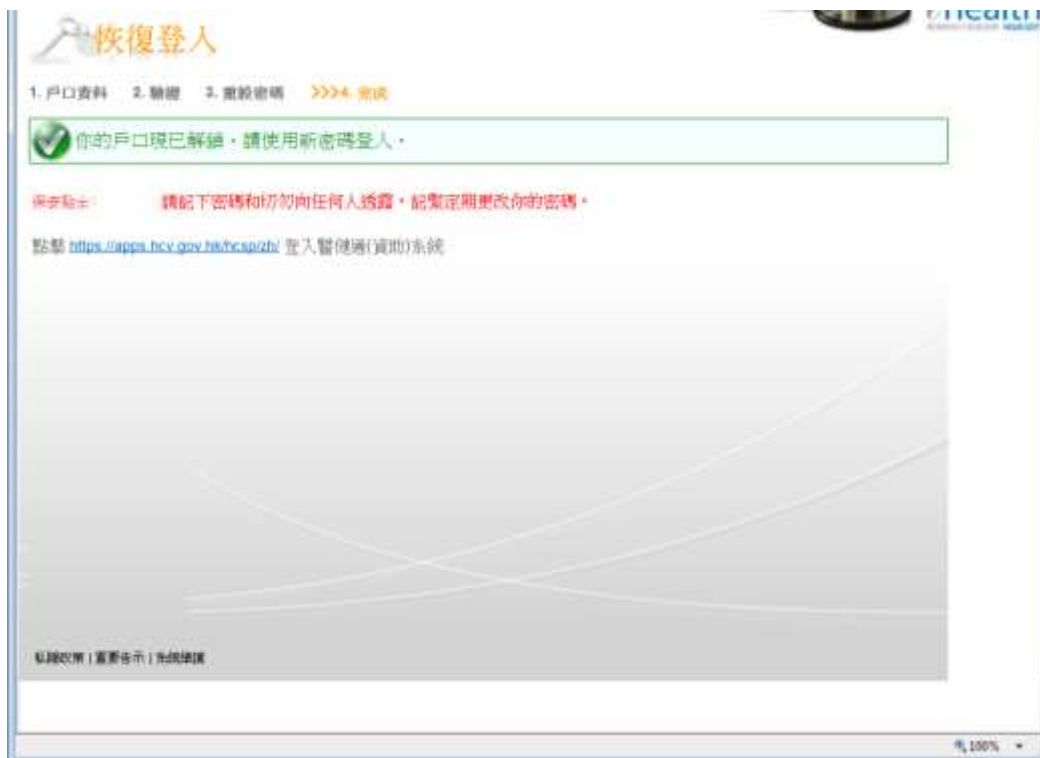 恢復登入
eHealth
1. 戶口資料 2. 驗證 3. 重設密碼 >>>4. 完成
你的戶口現已解鎖，請使用新密碼登入。
保安貼士: 請記下密碼和切勿向任何人透露。記緊定期更改你的密碼。
點擊 https://apps.hcv.gov.hk/hcsp/zh/ 登入醫健通(資助)系統
私隱政策 | 重要告示 | 系統維護
100%